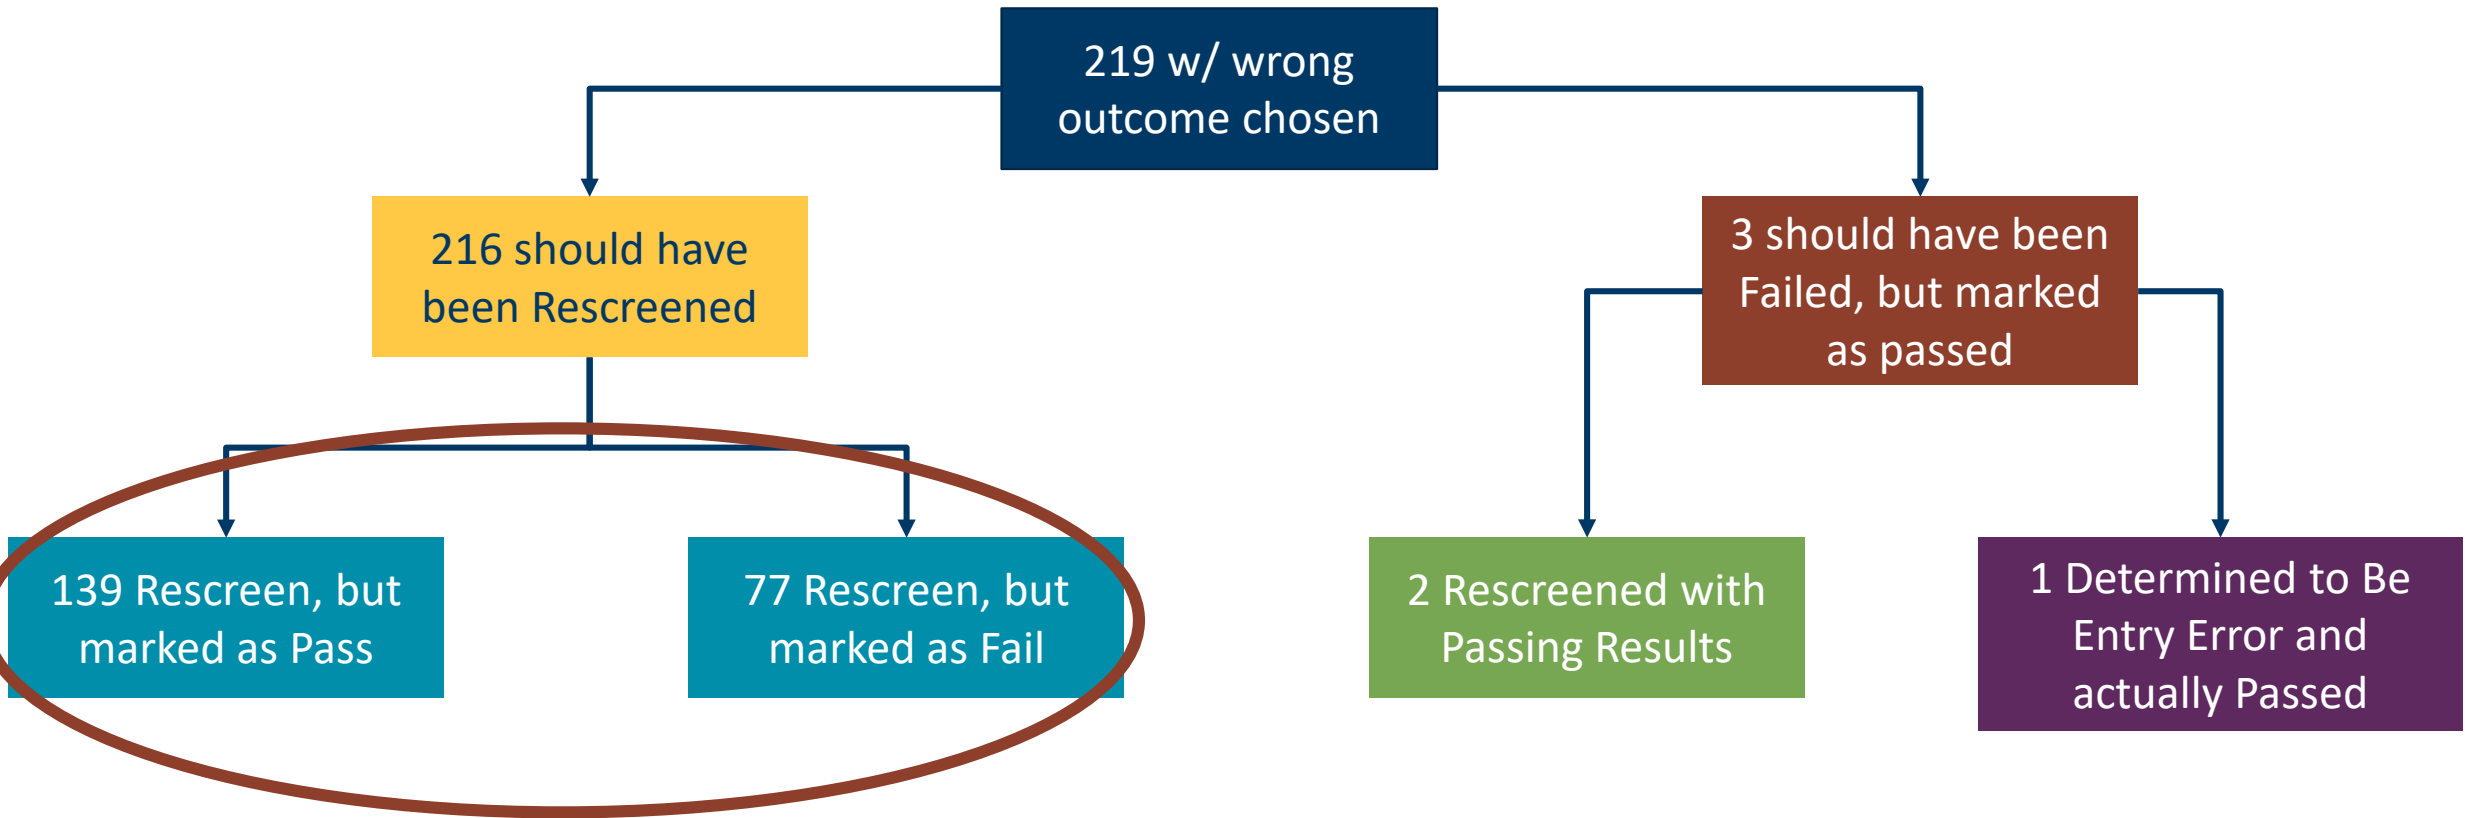 219 w/ wrong
outcome chosen
216 should have
been Rescreened
3 should have been
Failed, but marked
as passed
139 Rescreen, but
marked as Pass
77 Rescreen, but
marked as Fail
2 Rescreened with
Passing Results
1 Determined to Be
Entry Error and
actually Passed